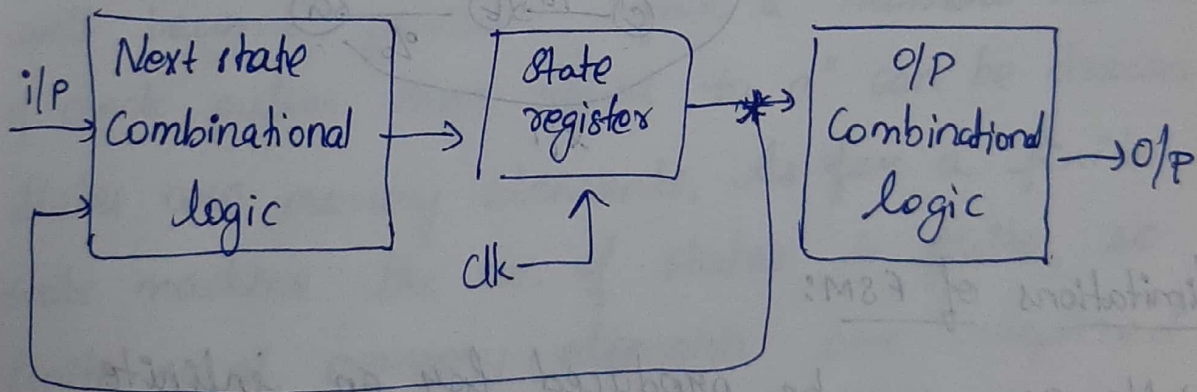 i/p
Next state
Combinational
logic
State
register
clk
O/P
Combinational
logic
O/P